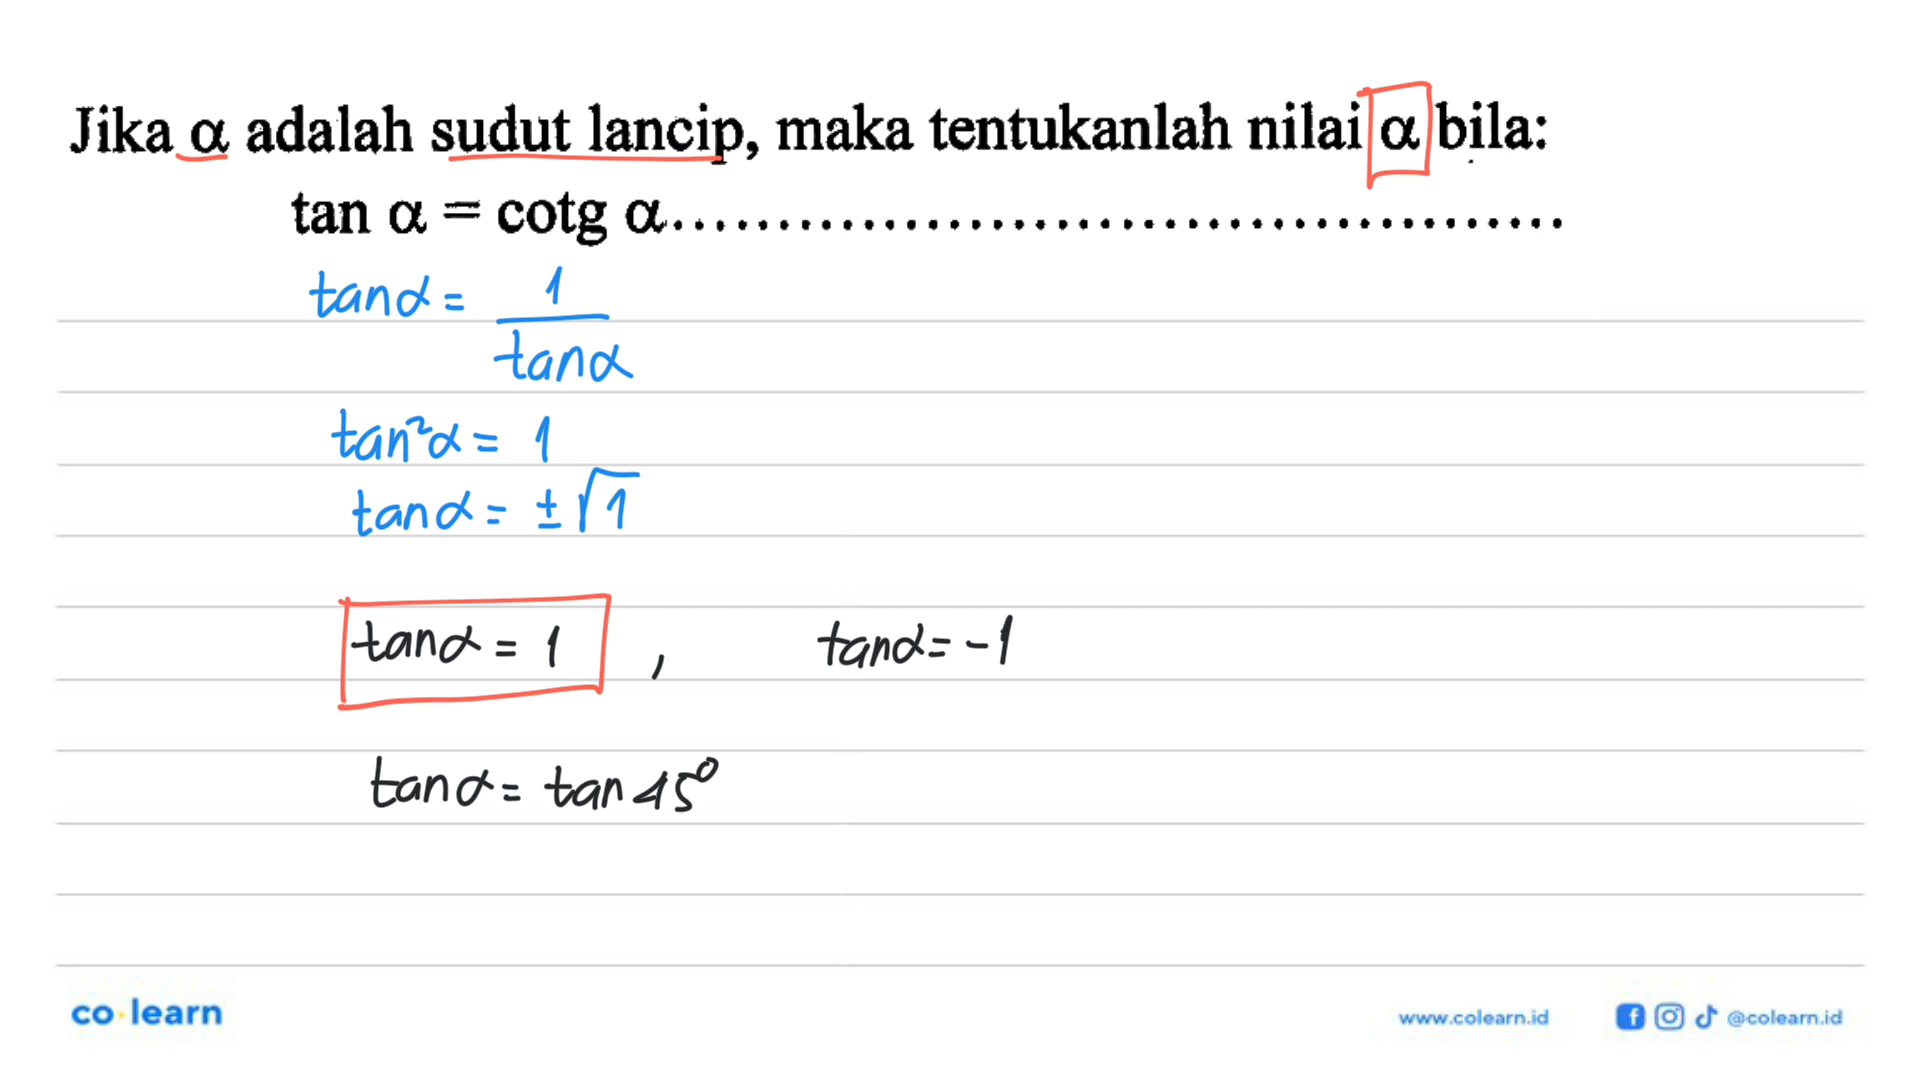 Jika α adalah sudut lancip, maka tentukanlah nilai α bila:
tan α = cotg α..........................................
tanα = 1/tanα
tan²α = 1
tanα = ±√1
tanα = 1 , tanα = -1
tanα = tan 45⁰
co·learn
www.colearn.id @colearn.id